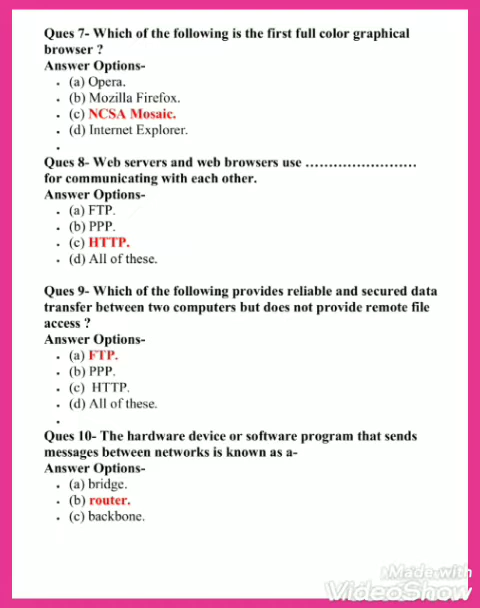 Ques 7- Which of the following is the first full color graphical
browser ?
Answer Options-
• (a) Opera.
• (b) Mozilla Firefox.
• (c) NCSA Mosaic.
• (d) Internet Explorer.
•
Ques 8- Web servers and web browsers use ……………………
for communicating with each other.
Answer Options-
• (a) FTP.
• (b) PPP.
• (c) HTTP.
• (d) All of these.
Ques 9- Which of the following provides reliable and secured data
transfer between two computers but does not provide remote file
access ?
Answer Options-
• (a) FTP.
• (b) PPP.
• (c) HTTP.
• (d) All of these.
•
Ques 10- The hardware device or software program that sends
messages between networks is known as a-
Answer Options-
• (a) bridge.
• (b) router.
• (c) backbone.
Made with
VideoShow